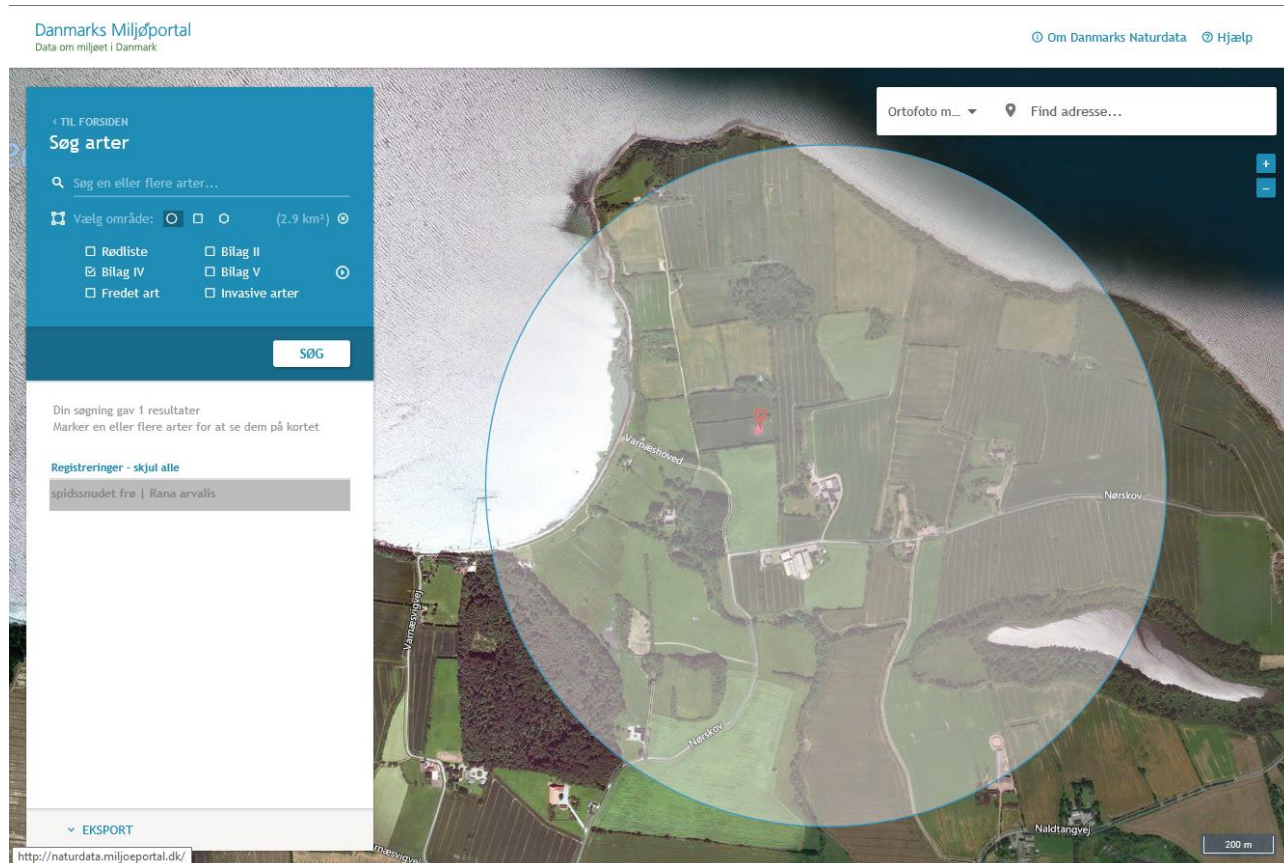 Danmarks Miljøportal
Data om miljøet i Danmark
Om Danmarks Naturdata
Hjælp
‹ TIL FORSIDEN
Søg arter
Søg en eller flere arter...
Vælg område:
(2.9 km²)
Rødliste
Bilag II
Bilag IV
Bilag V
Fredet art
Invasive arter
SØG
Din søgning gav 1 resultater
Marker en eller flere arter for at se dem på kortet
Registreringer - skjul alle
spidssnudet frø | Rana arvalis
EKSPORT
http://naturdata.miljoeportal.dk/
Ortofoto m...
Find adresse...
+
−
Varnæshoved
Nørskov
Varnæsvigvej
Nørskov
Naldtangvej
200 m